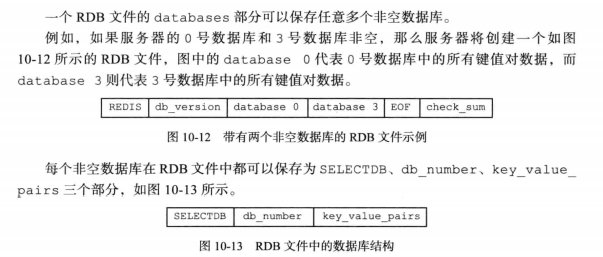 一个 RDB 文件的 databases 部分可以保存任意多个非空数据库。
例如，如果服务器的 0 号数据库和 3 号数据库非空，那么服务器将创建一个如图
10-12 所示的 RDB 文件，图中的 database 0 代表 0 号数据库中的所有键值对数据，而
database 3 则代表 3 号数据库中的所有键值对数据。
REDIS db_version database 0 database 3 EOF check_sum
图 10-12 带有两个非空数据库的 RDB 文件示例
每个非空数据库在 RDB 文件中都可以保存为 SELECTDB、db_number、key_value_
pairs 三个部分，如图 10-13 所示。
SELECTDB db_number key_value_pairs
图 10-13 RDB 文件中的数据库结构